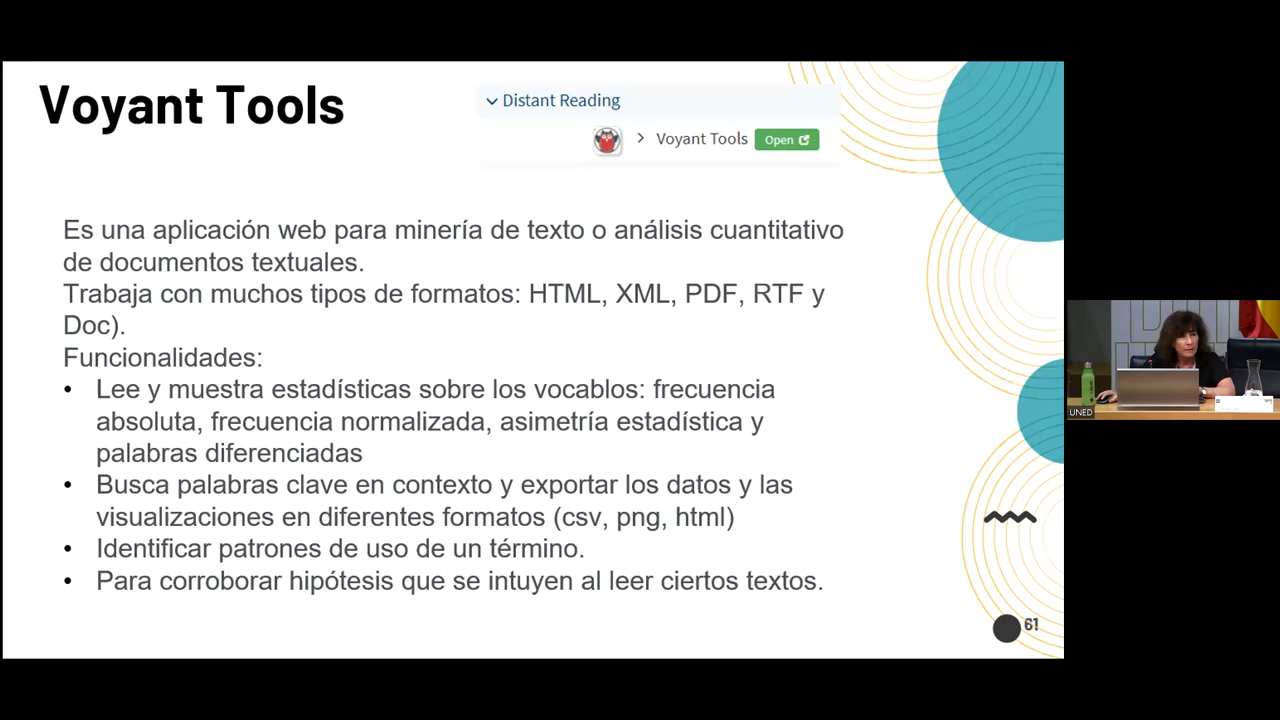 Voyant Tools
Distant Reading
Voyant Tools Open
Es una aplicación web para minería de texto o análisis cuantitativo
de documentos textuales.
Trabaja con muchos tipos de formatos: HTML, XML, PDF, RTF y
Doc).
Funcionalidades:
• Lee y muestra estadísticas sobre los vocablos: frecuencia
absoluta, frecuencia normalizada, asimetría estadística y
palabras diferenciadas
• Busca palabras clave en contexto y exportar los datos y las
visualizaciones en diferentes formatos (csv, png, html)
• Identificar patrones de uso de un término.
• Para corroborar hipótesis que se intuyen al leer ciertos textos.
61
UNED